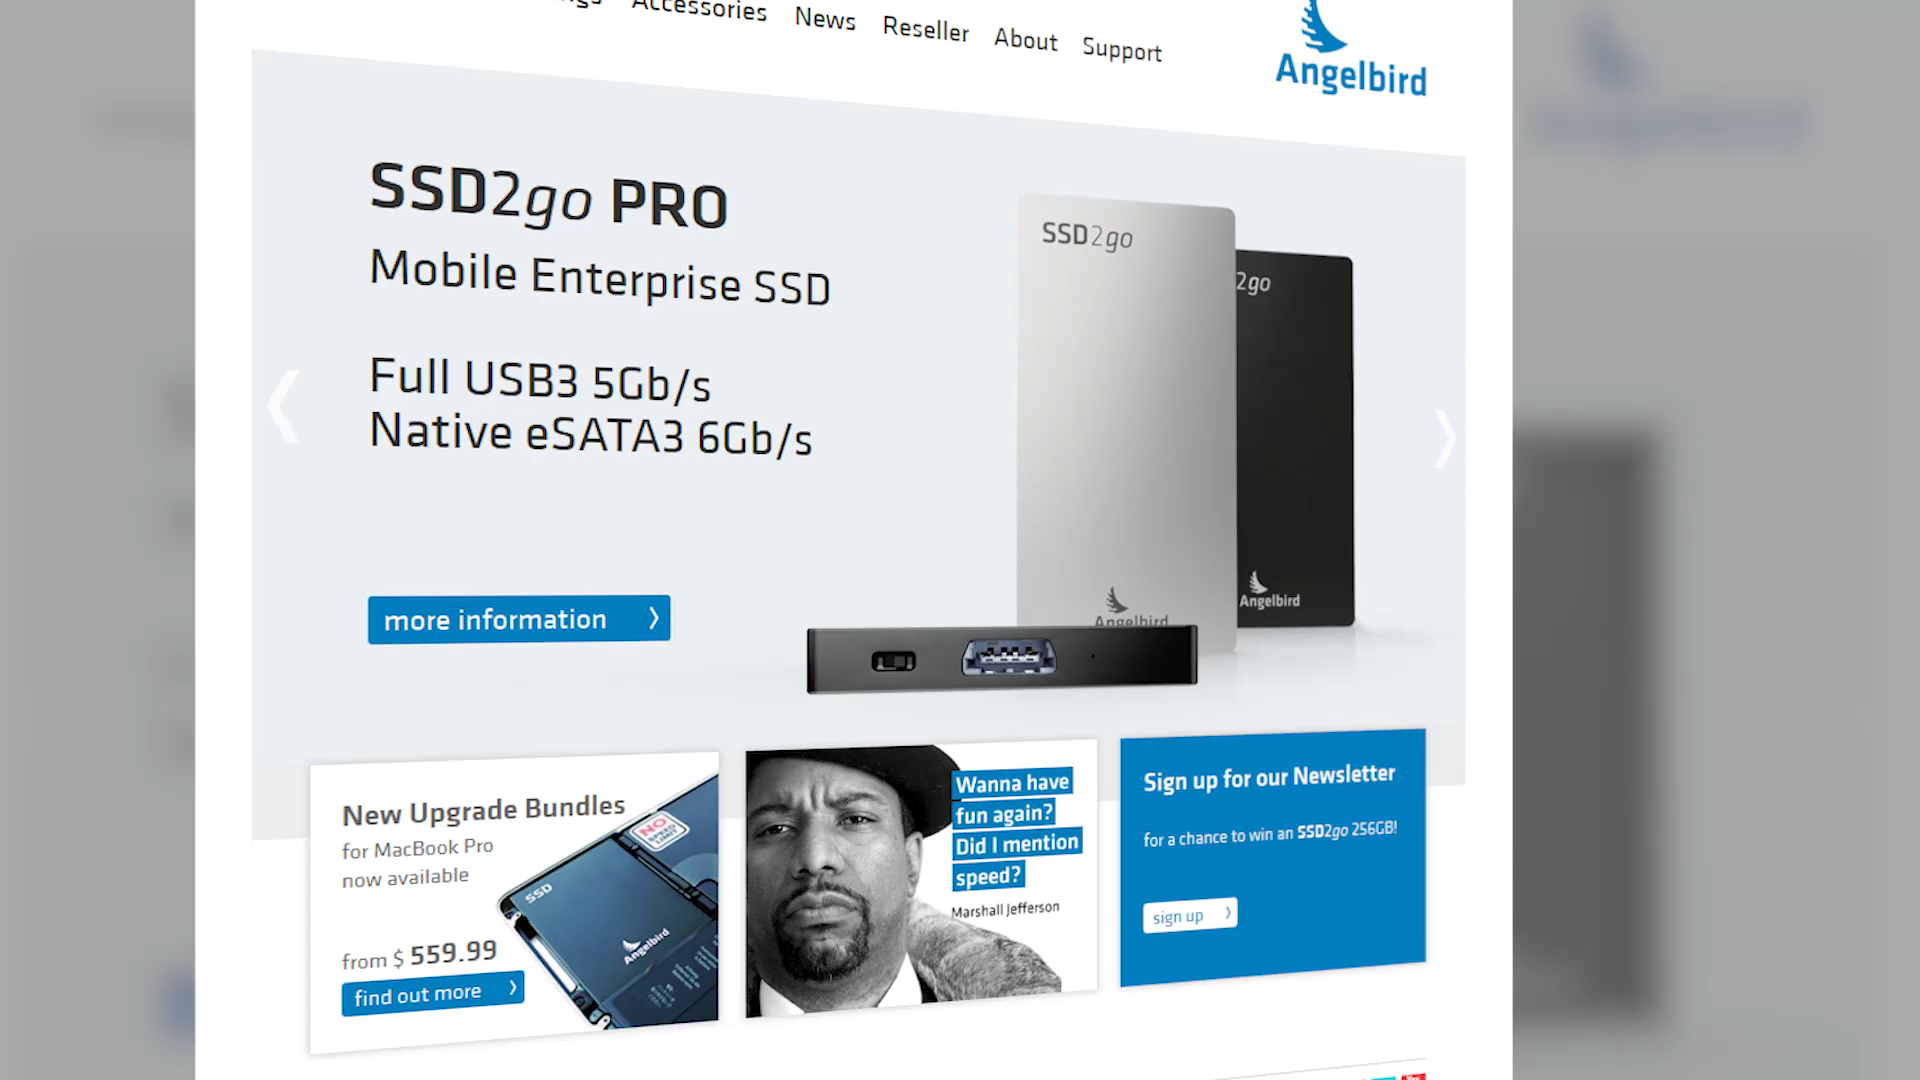 Accessories
News
Reseller
About
Support
Angelbird
SSD2go PRO
Mobile Enterprise SSD
Full USB3 5Gb/s
Native eSATA3 6Gb/s
more information
SSD2go
2go
Angelbird
Angelbird
New Upgrade Bundles
for MacBook Pro
now available
from $ 559.99
find out more
NO
SPEED
LIMIT
SSD
Angelbird
Wanna have
fun again?
Did I mention
speed?
Marshall Jefferson
Sign up for our Newsletter
for a chance to win an SSD2go 256GB!
sign up